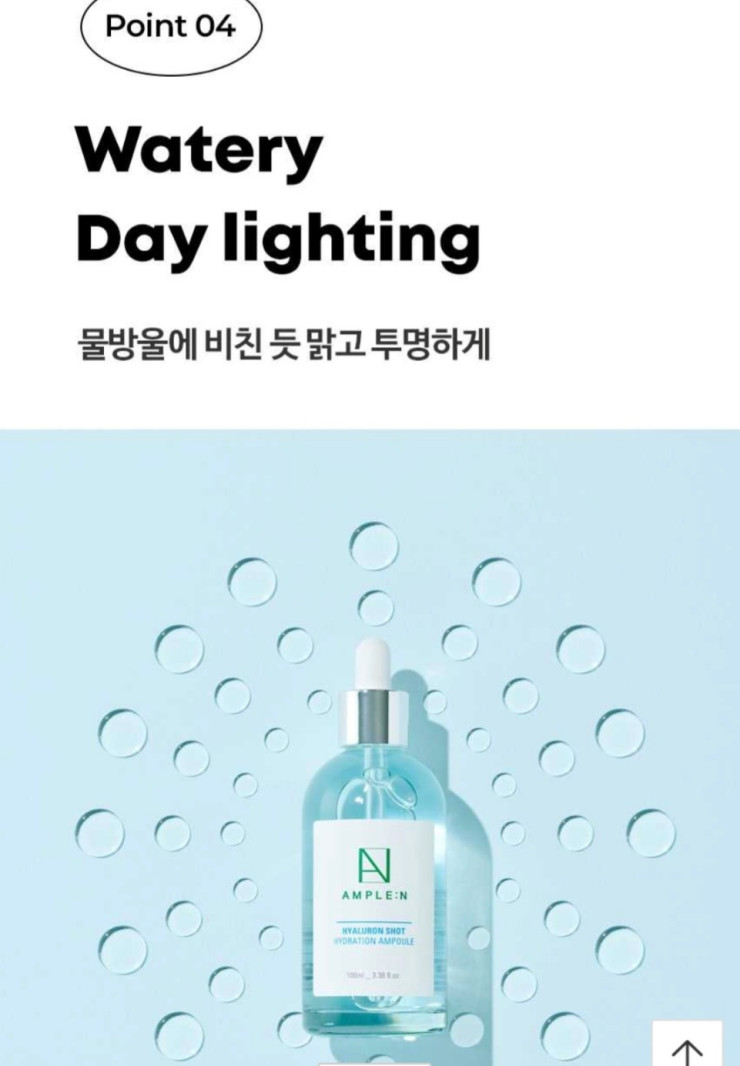 Point 04
Watery
Day lighting
물방울에 비친 듯 맑고 투명하게
AMPLE:N
HYALURON SHOT
HYDRATION AMPOULE
100ml _ 3.38 fl.oz